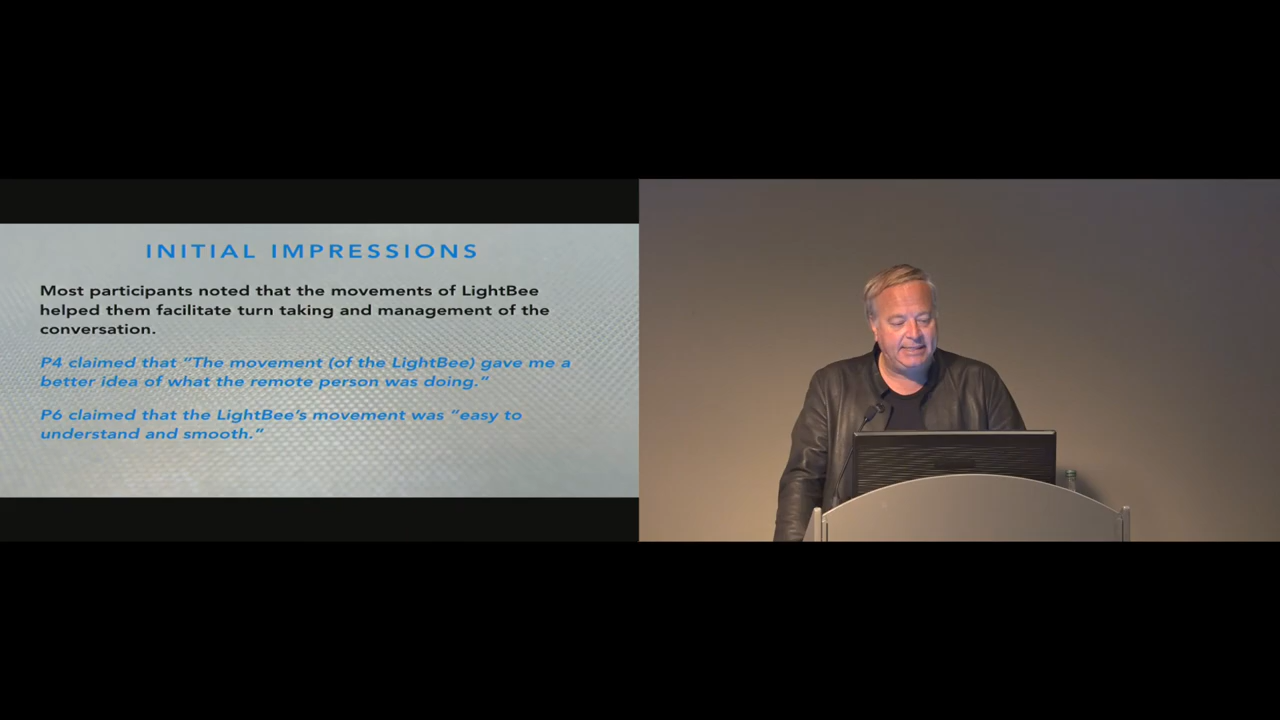 INITIAL IMPRESSIONS
Most participants noted that the movements of LightBee
helped them facilitate turn taking and management of the
conversation.
P4 claimed that “The movement (of the LightBee) gave me a
better idea of what the remote person was doing.”
P6 claimed that the LightBee’s movement was “easy to
understand and smooth.”